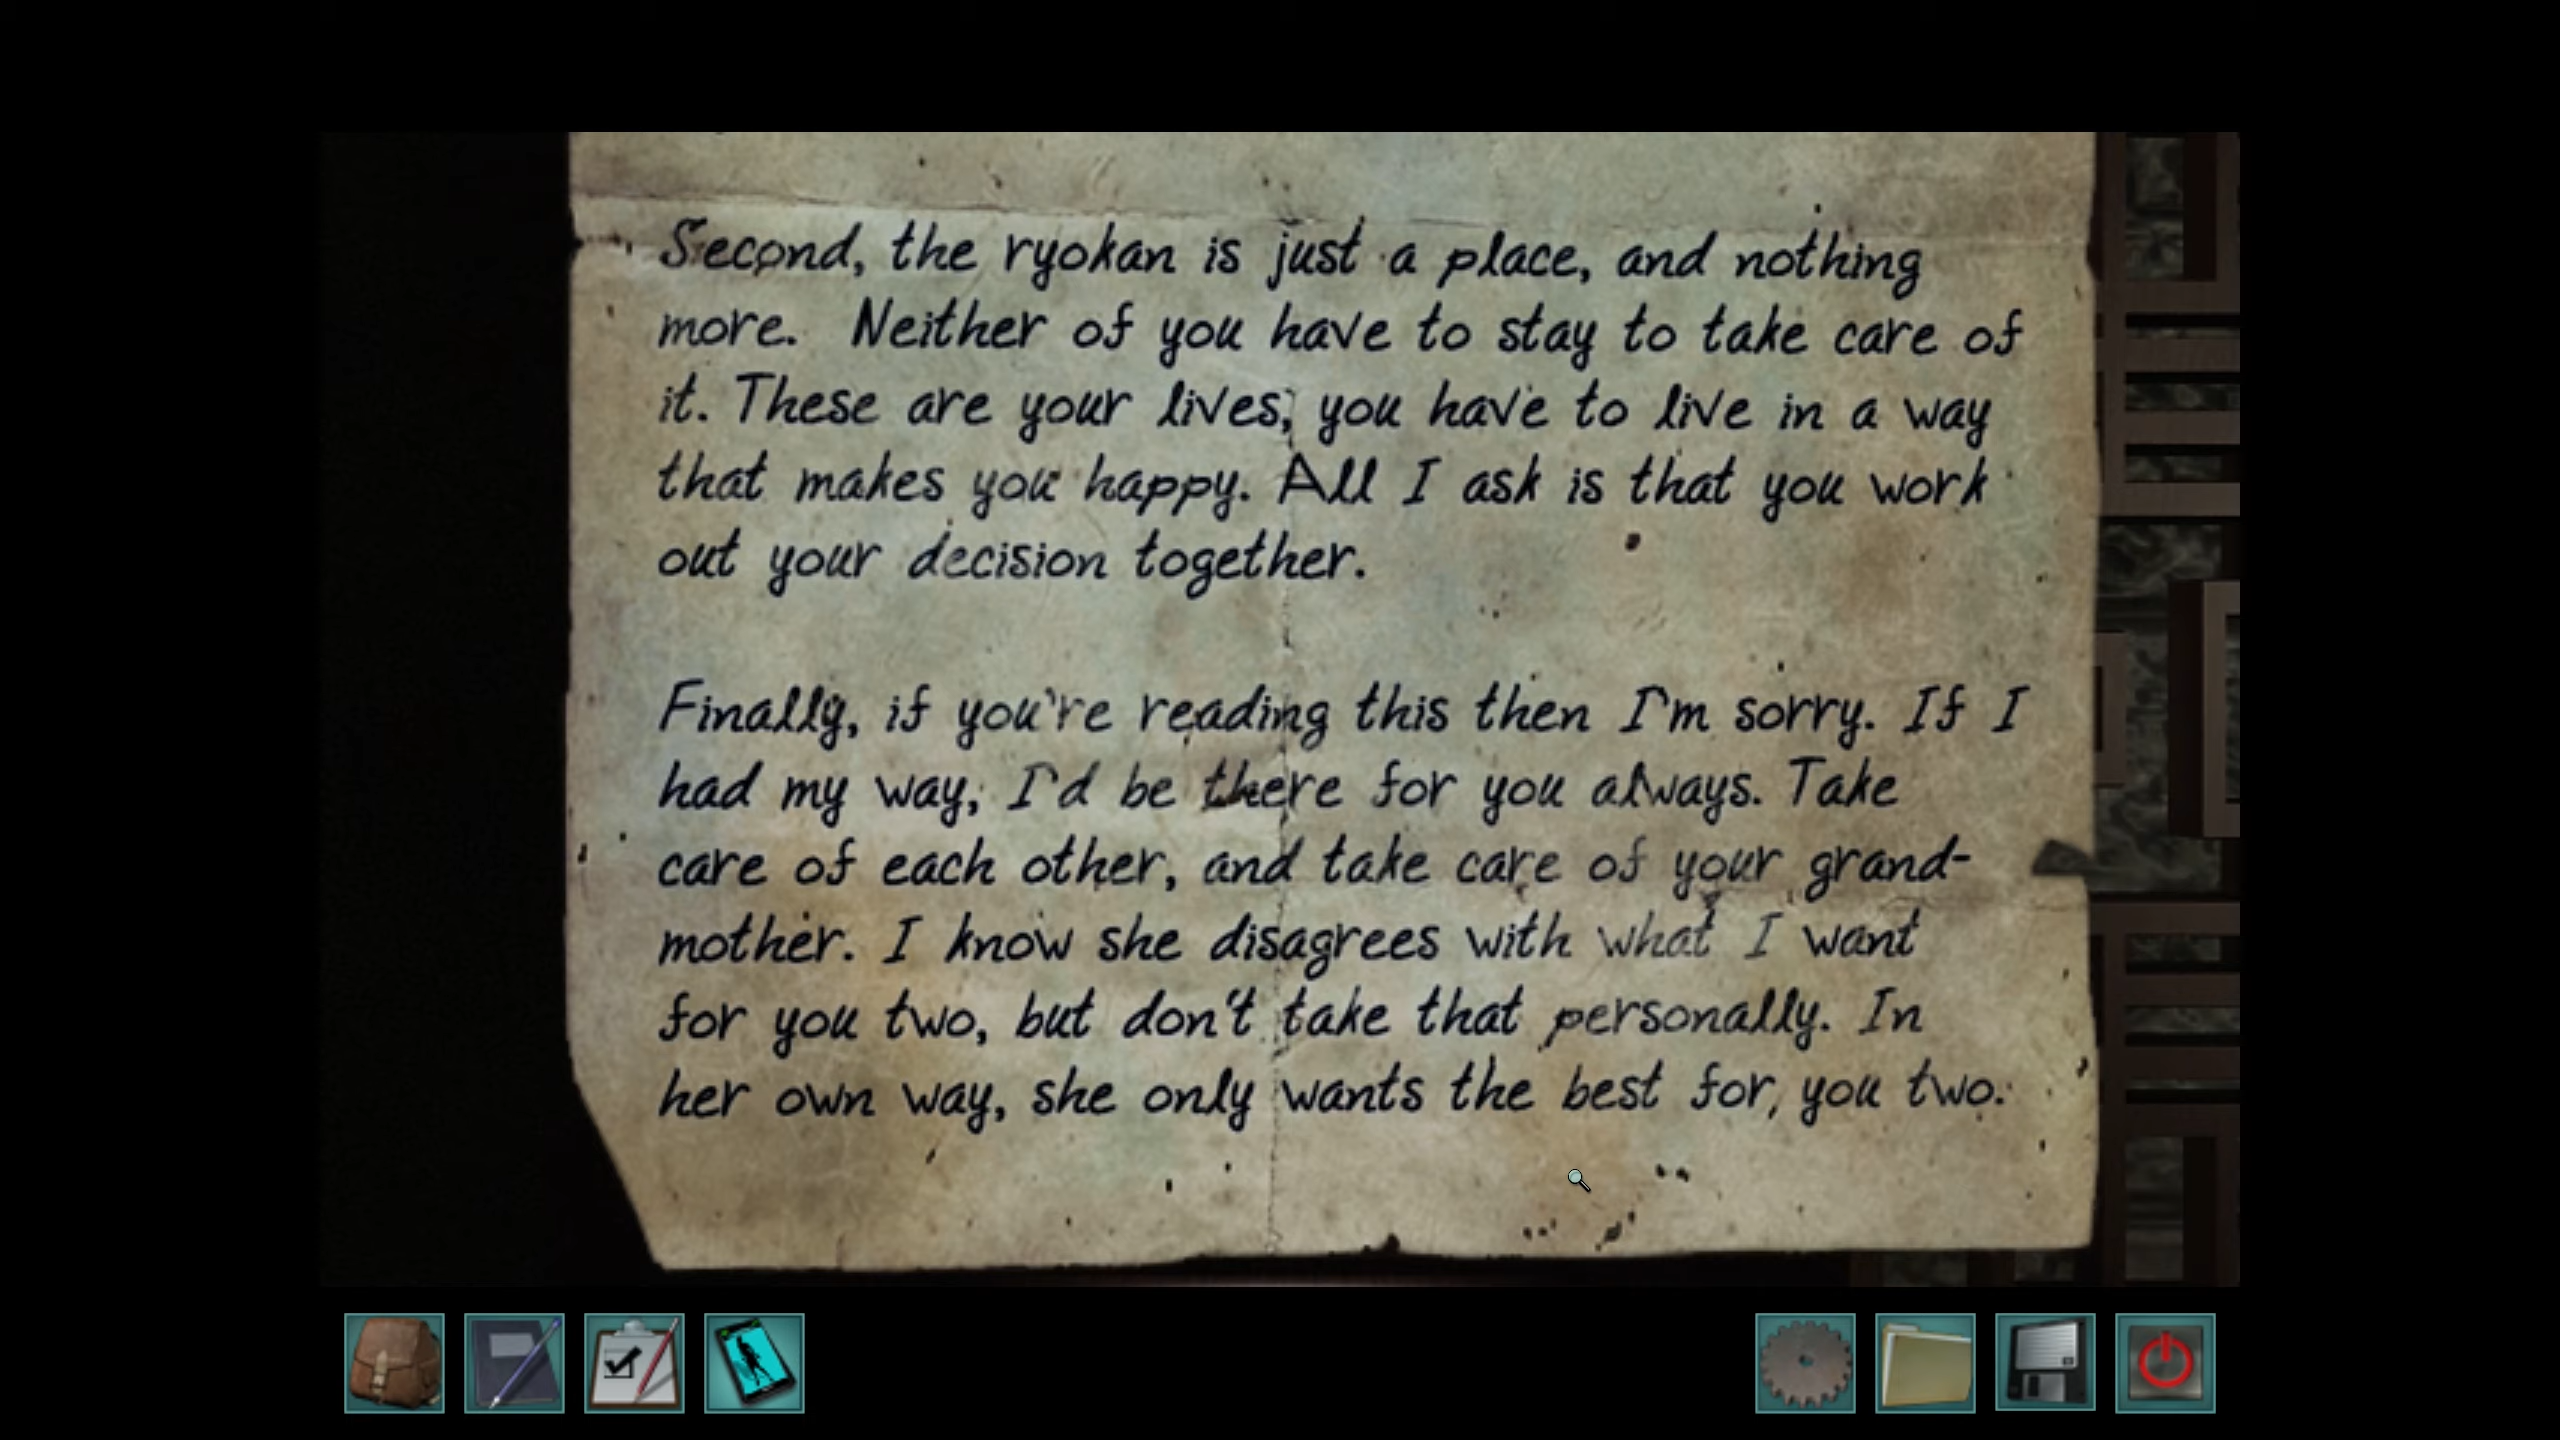 Second, the ryokan is just a place, and nothing
more. Neither of you have to stay to take care of
it. These are your lives, you have to live in a way
that makes you happy. All I ask is that you work
out your decision together.
Finally, if you're reading this then I'm sorry. If I
had my way, I'd be there for you always. Take
care of each other, and take care of your grand-
mother. I know she disagrees with what I want
for you two, but don't take that personally. In
her own way, she only wants the best for you two.